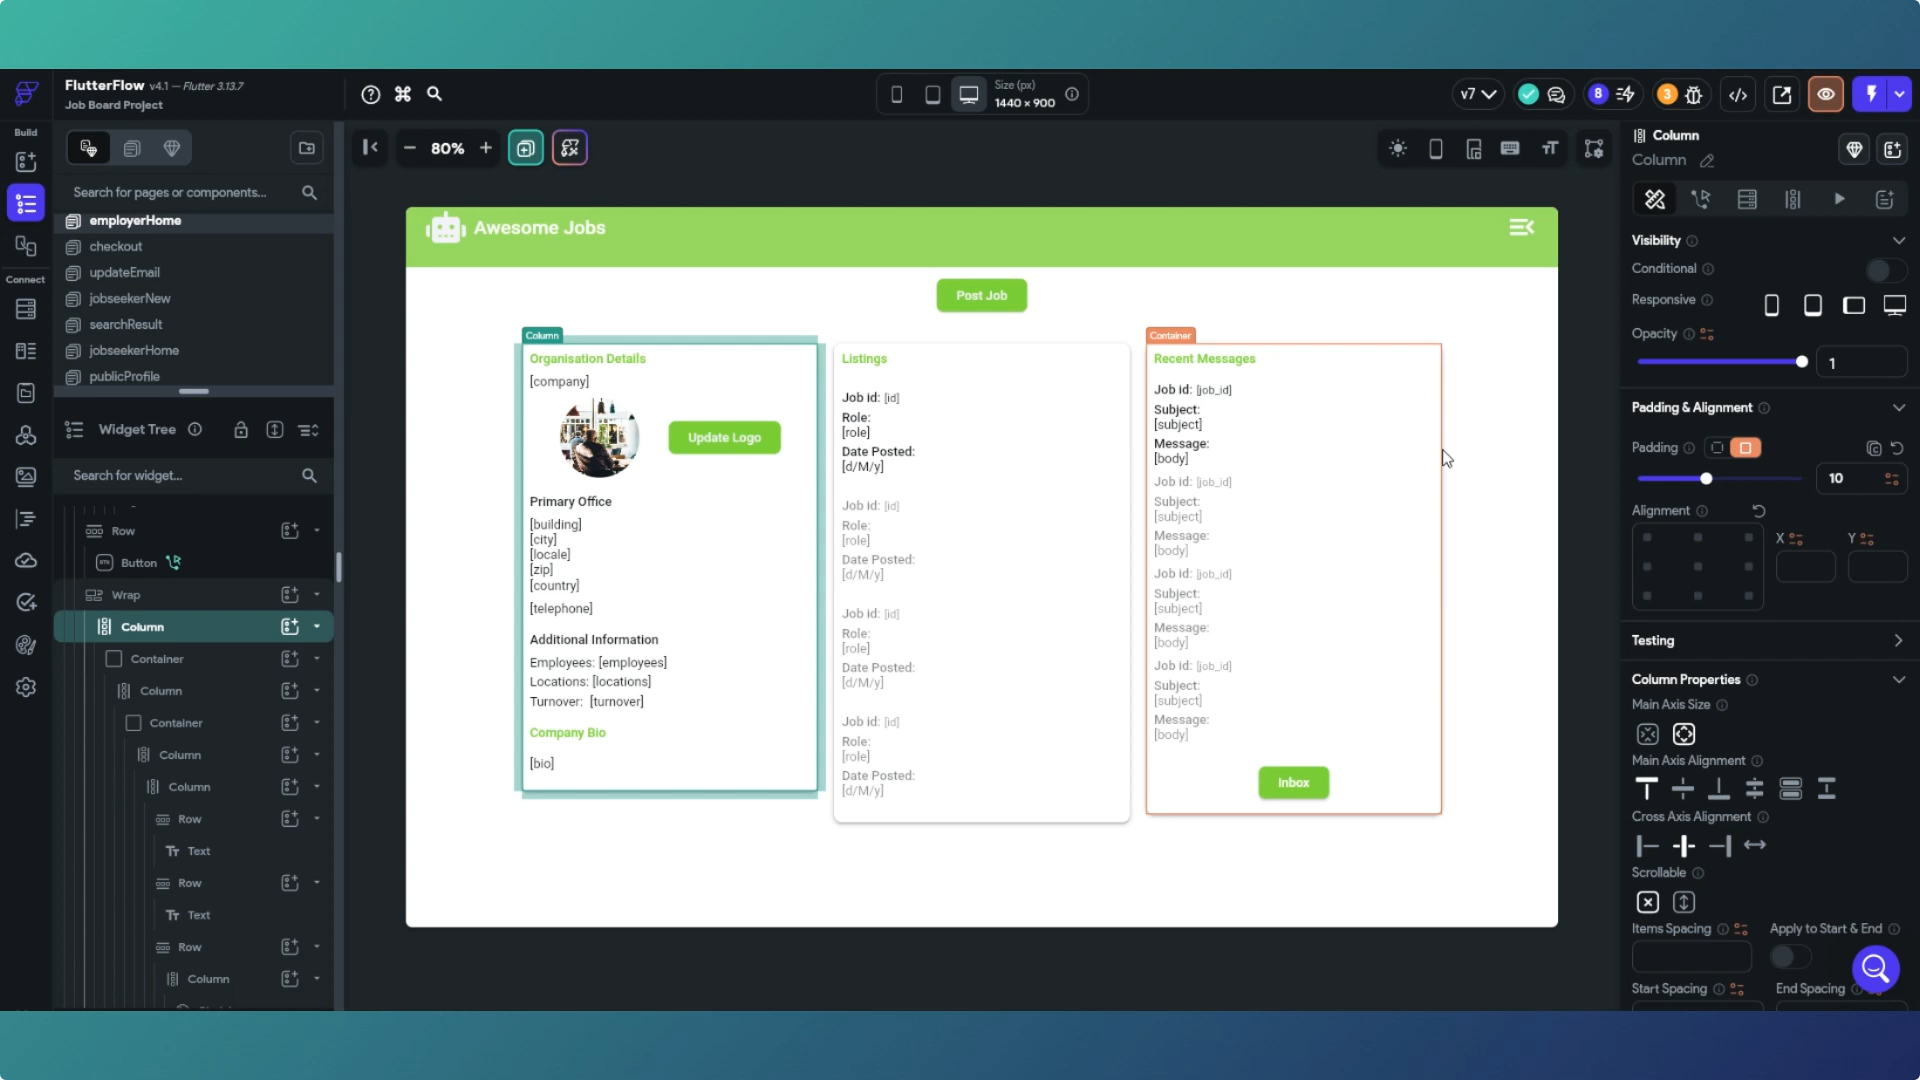 FlutterFlow v4.1 — Flutter 3.13.7
Job Board Project
Size (px)
1440 × 900
v7
8
3
Build
Connect
Search for pages or components...
employerHome
checkout
updateEmail
jobseekerNew
searchResult
jobseekerHome
publicProfile
Widget Tree
Search for widget...
Row
Button
Wrap
Column
Container
Column
Container
Column
Column
Row
Text
Row
Text
Row
Column
80%
Awesome Jobs
Post Job
Column
Organisation Details
[company]
Update Logo
Primary Office
[building]
[city]
[locale]
[zip]
[country]
[telephone]
Additional Information
Employees: [employees]
Locations: [locations]
Turnover: [turnover]
Company Bio
[bio]
Listings
Job id: [id]
Role:
[role]
Date Posted:
[d/M/y]
Job id: [id]
Role:
[role]
Date Posted:
[d/M/y]
Job id: [id]
Role:
[role]
Date Posted:
[d/M/y]
Job id: [id]
Role:
[role]
Date Posted:
[d/M/y]
Container
Recent Messages
Job id: [job_id]
Subject:
[subject]
Message:
[body]
Job id: [job_id]
Subject:
[subject]
Message:
[body]
Job id: [job_id]
Subject:
[subject]
Message:
[body]
Job id: [job_id]
Subject:
[subject]
Message:
[body]
Inbox
Column
Column
Visibility
Conditional
Responsive
Opacity
1
Padding & Alignment
Padding
10
Alignment
X
Y
Testing
Column Properties
Main Axis Size
Main Axis Alignment
Cross Axis Alignment
Scrollable
Items Spacing
Apply to Start & End
Start Spacing
End Spacing